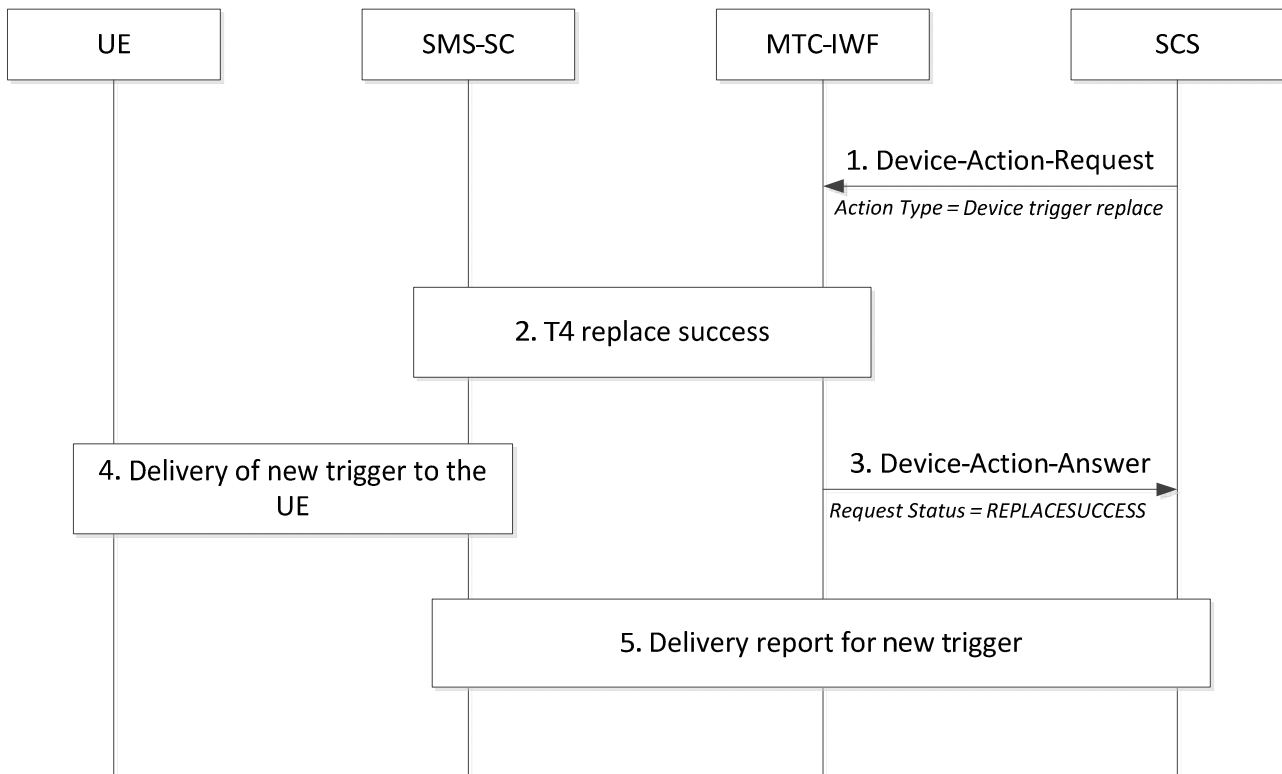 UE
SMS-SC
MTC-IWF
SCS
1. Device-Action-Request
Action Type = Device trigger replace
2. T4 replace success
4. Delivery of new trigger to the
UE
3. Device-Action-Answer
Request Status = REPLACESUCCESS
5. Delivery report for new trigger